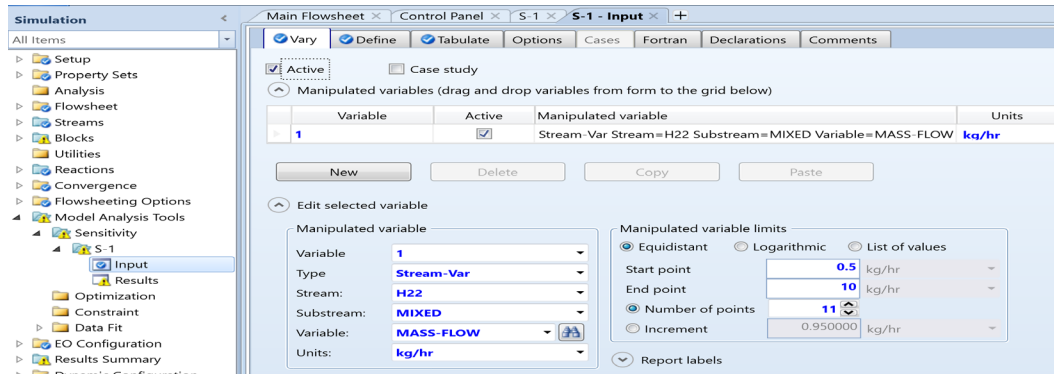 Simulation
All Items
Setup
Property Sets
Analysis
Flowsheet
Streams
Blocks
Utilities
Reactions
Convergence
Flowsheeting Options
Model Analysis Tools
Sensitivity
S-1
Input
Results
Optimization
Constraint
Data Fit
EO Configuration
Results Summary
Dynamic Configuration
Main Flowsheet Control Panel S-1 S-1 - Input
Vary Define Tabulate Options Cases Fortran Declarations Comments
Active Case study
Manipulated variables (drag and drop variables from form to the grid below)
Variable Active Manipulated variable Units
1 Stream-Var Stream=H22 Substream=MIXED Variable=MASS-FLOW kg/hr
New Delete Copy Paste
Edit selected variable
Manipulated variable
Variable 1
Type Stream-Var
Stream: H22
Substream: MIXED
Variable: MASS-FLOW
Units: kg/hr
Manipulated variable limits
Equidistant Logarithmic List of values
Start point 0.5 kg/hr
End point 10 kg/hr
Number of points 11
Increment 0.950000 kg/hr
Report labels